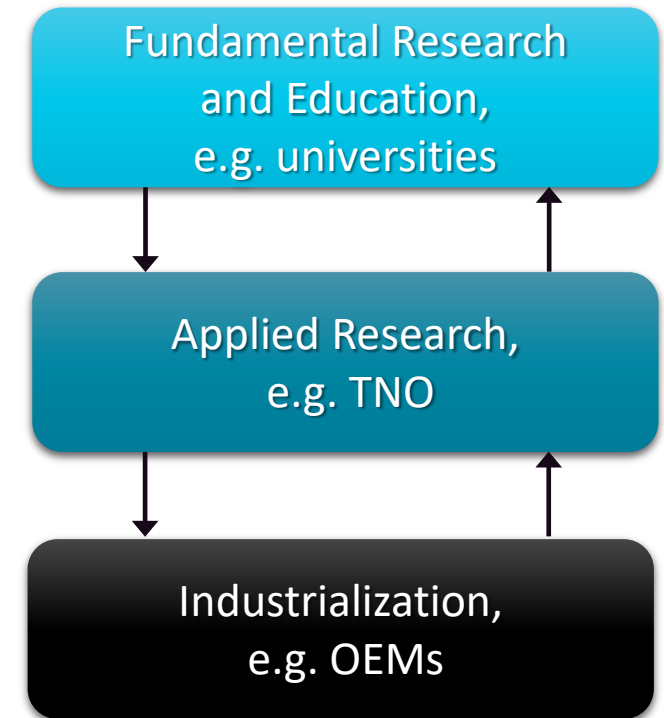 Fundamental Research
and Education,
e.g. universities
Applied Research,
e.g. TNO
Industrialization,
e.g. OEMs